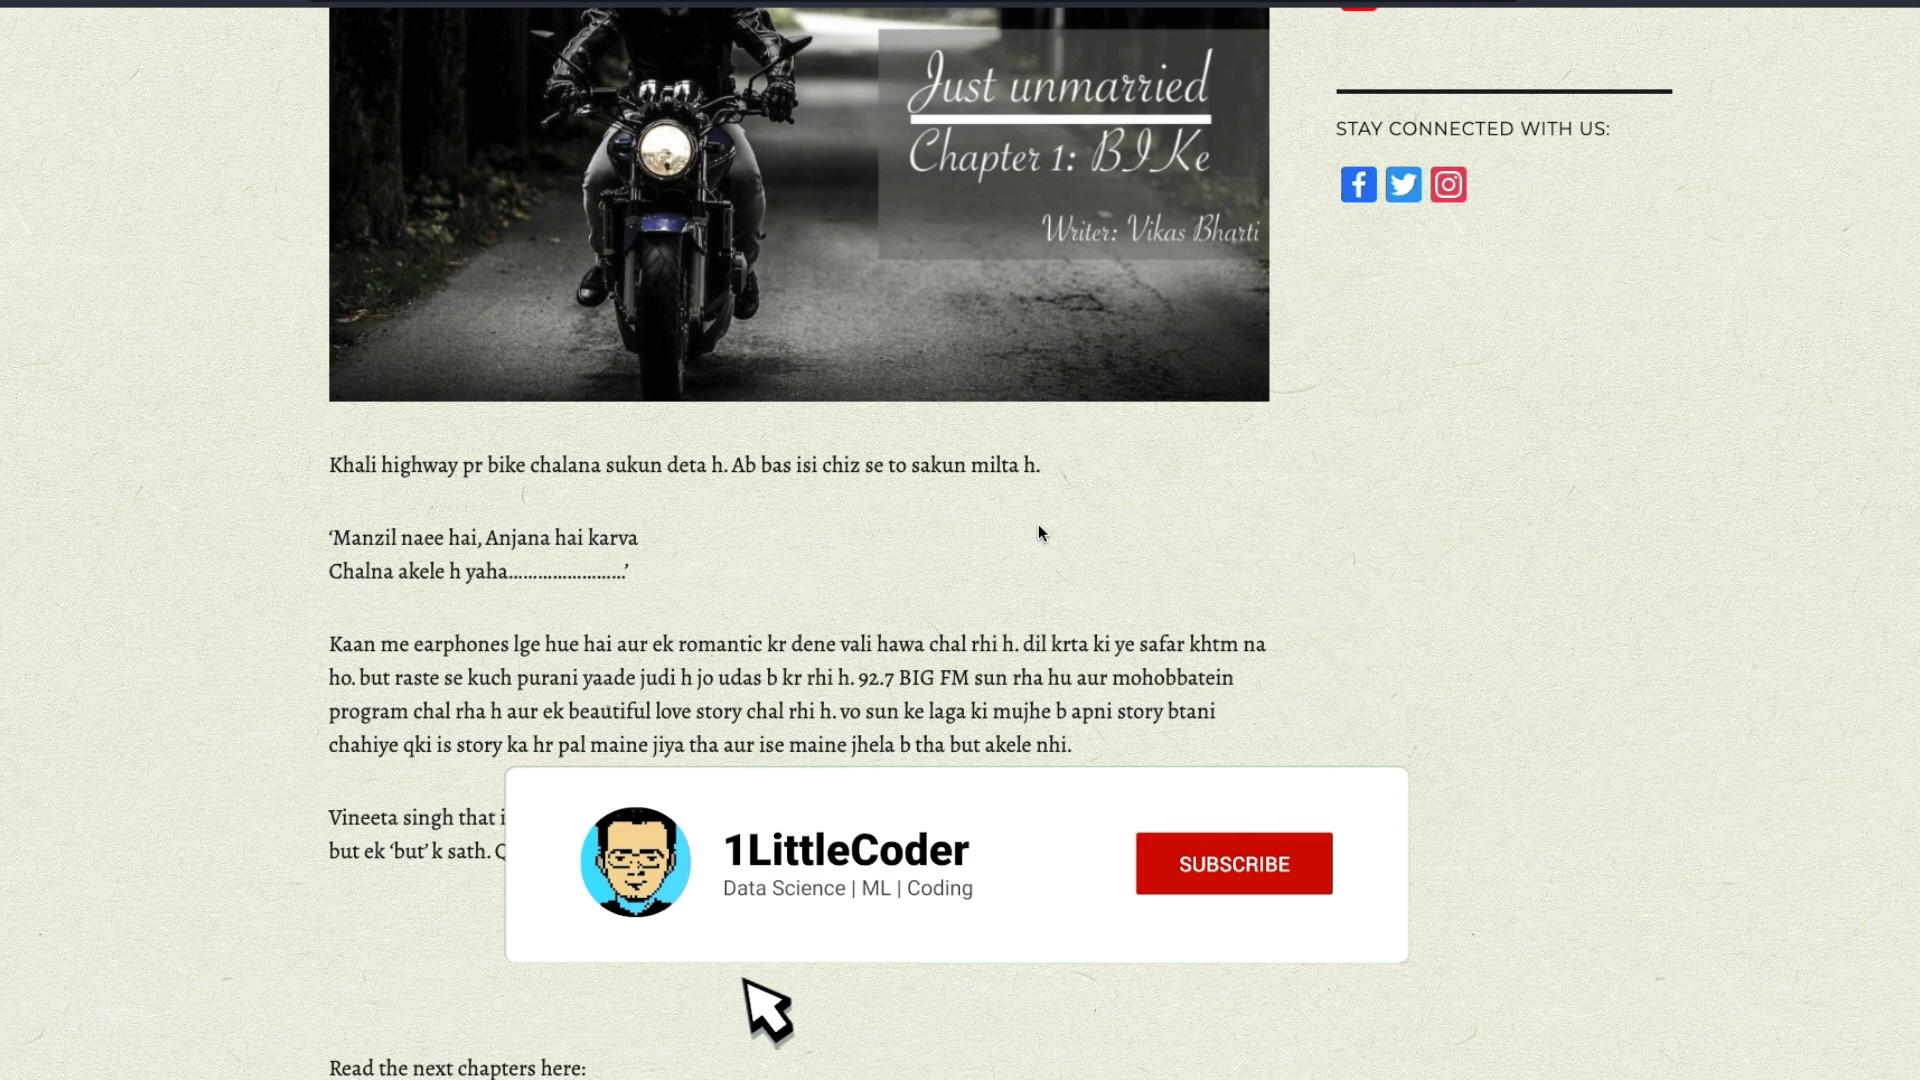 Just unmarried
Chapter 1: BIKe
Writer: Vikas Bharti
STAY CONNECTED WITH US:
Khali highway pr bike chalana sukun deta h. Ab bas isi chiz se to sakun milta h.
‘Manzil naee hai, Anjana hai karva
Chalna akele h yaha……………………’
Kaan me earphones lge hue hai aur ek romantic kr dene vali hawa chal rhi h. dil krta ki ye safar khtm na
ho. but raste se kuch purani yaade judi h jo udas b kr rhi h. 92.7 BIG FM sun rha hu aur mohobbatein
program chal rha h aur ek beautiful love story chal rhi h. vo sun ke laga ki mujhe b apni story btani
chahiye qki is story ka hr pal maine jiya tha aur ise maine jhela b tha but akele nhi.
Vineeta singh that
but ek ‘but’ k sath.
1LittleCoder
Data Science | ML | Coding
SUBSCRIBE
Read the next chapters here: